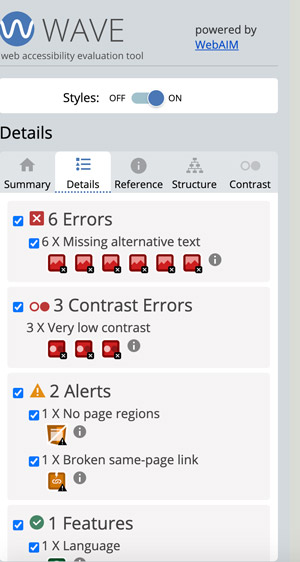 WAVE
web accessibility evaluation tool
powered by
WebAIM
Styles: OFF ON
Details
Summary Details Reference Structure Contrast
6 Errors
6 X Missing alternative text
3 Contrast Errors
3 X Very low contrast
2 Alerts
1 X No page regions
1 X Broken same-page link
1 Features
1 X Language